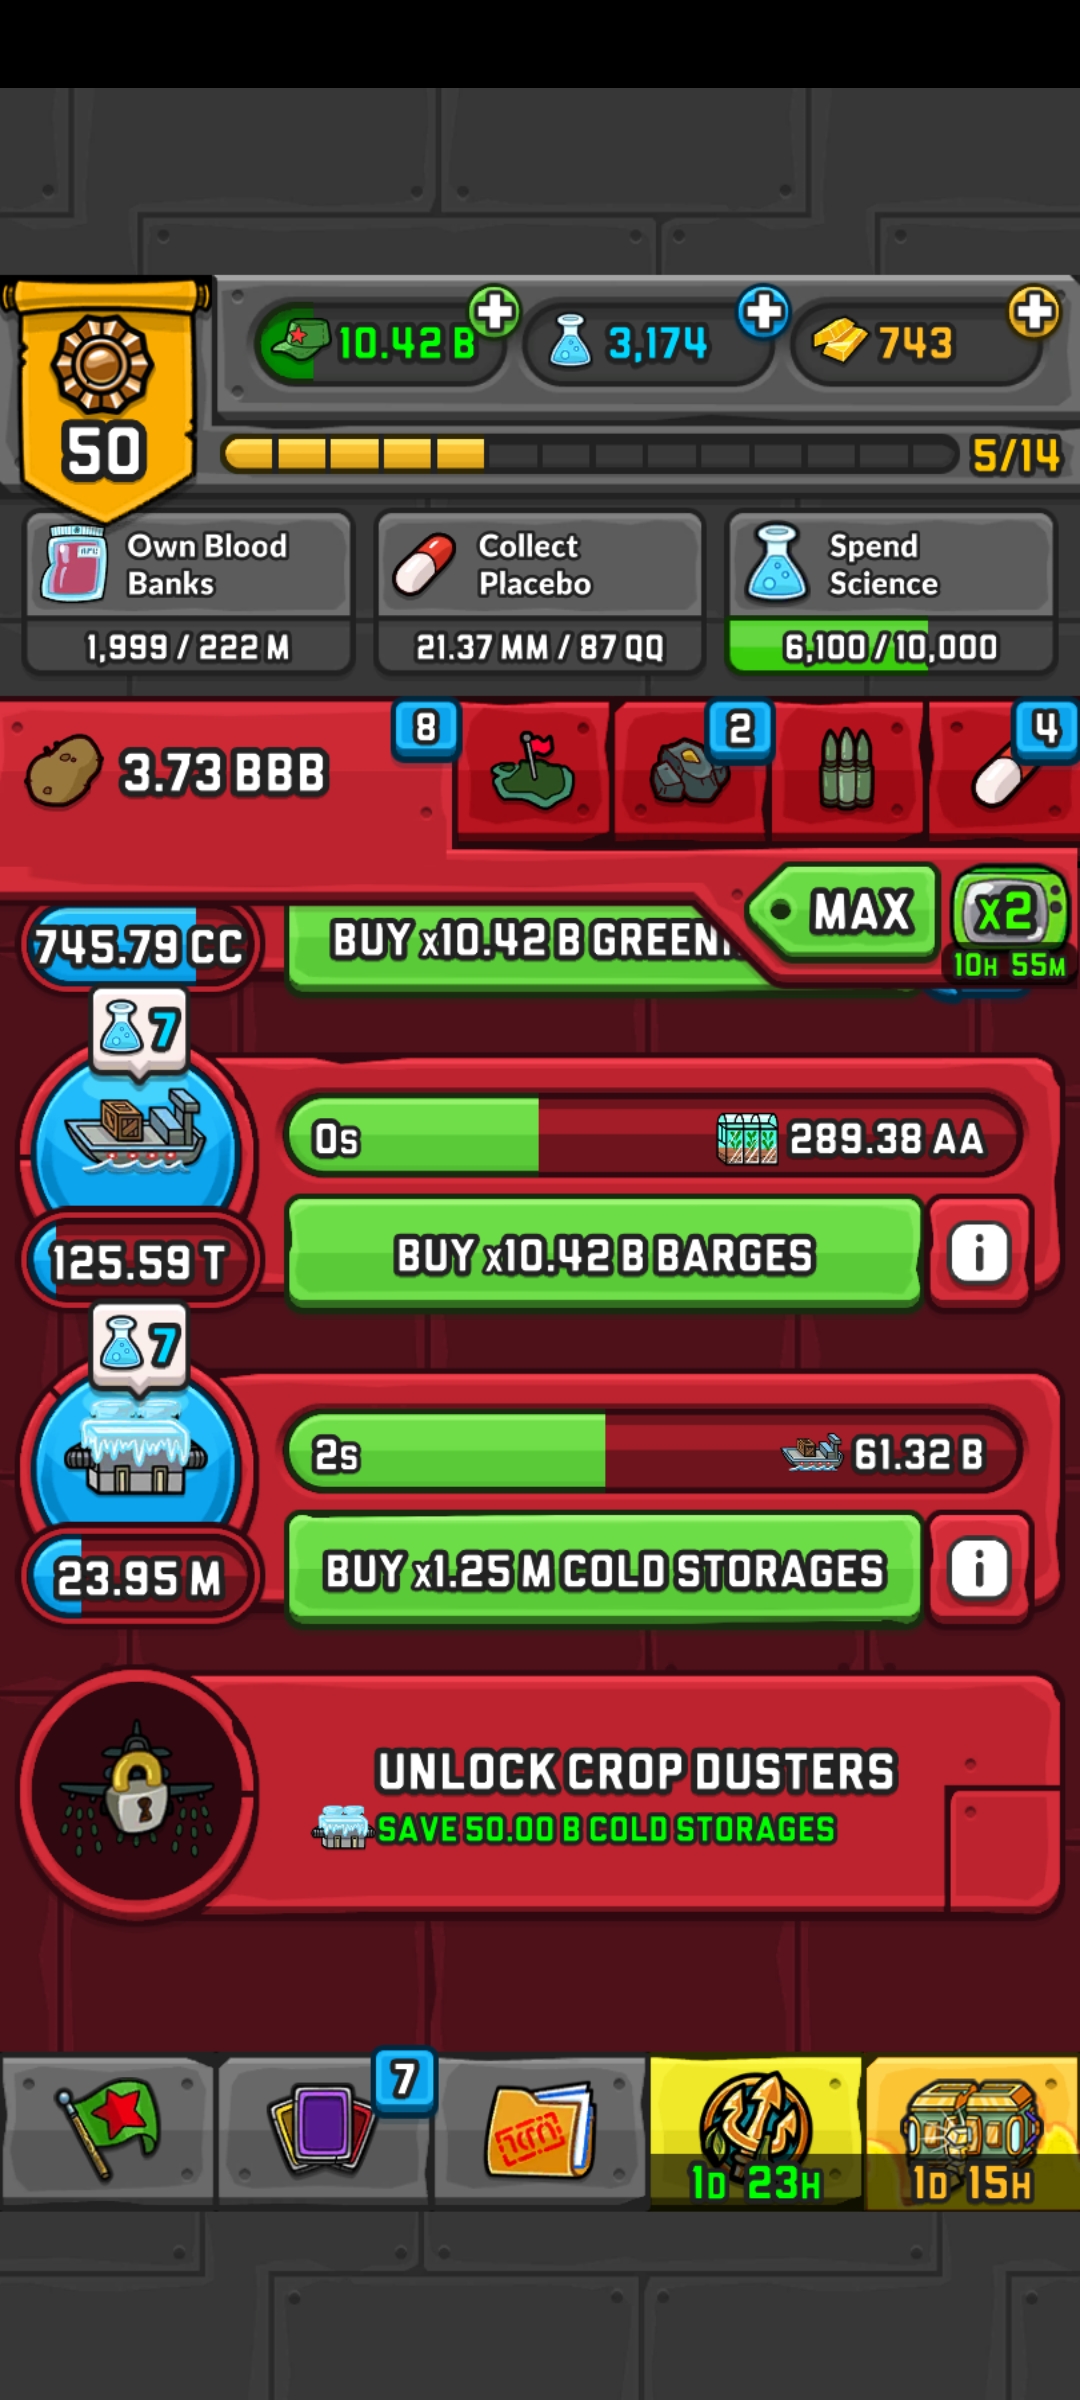 10.42 B
3,174
743
50
5/14
Own Blood
Banks
1,999 / 222 M
Collect
Placebo
21.37 MM / 87 QQ
Spend
Science
6,100 / 10,000
3.73 BBB
8
2
4
MAX
x2
10H 55M
745.79 CC
BUY x10.42 B
7
0s
289.38 AA
125.59 T
BUY x10.42 B BARGES
i
7
2s
61.32 B
23.95 M
BUY x1.25 M COLD STORAGES
i
UNLOCK CROP DUSTERS
SAVE 50.00 B COLD STORAGES
7
1D 23H
1D 15H